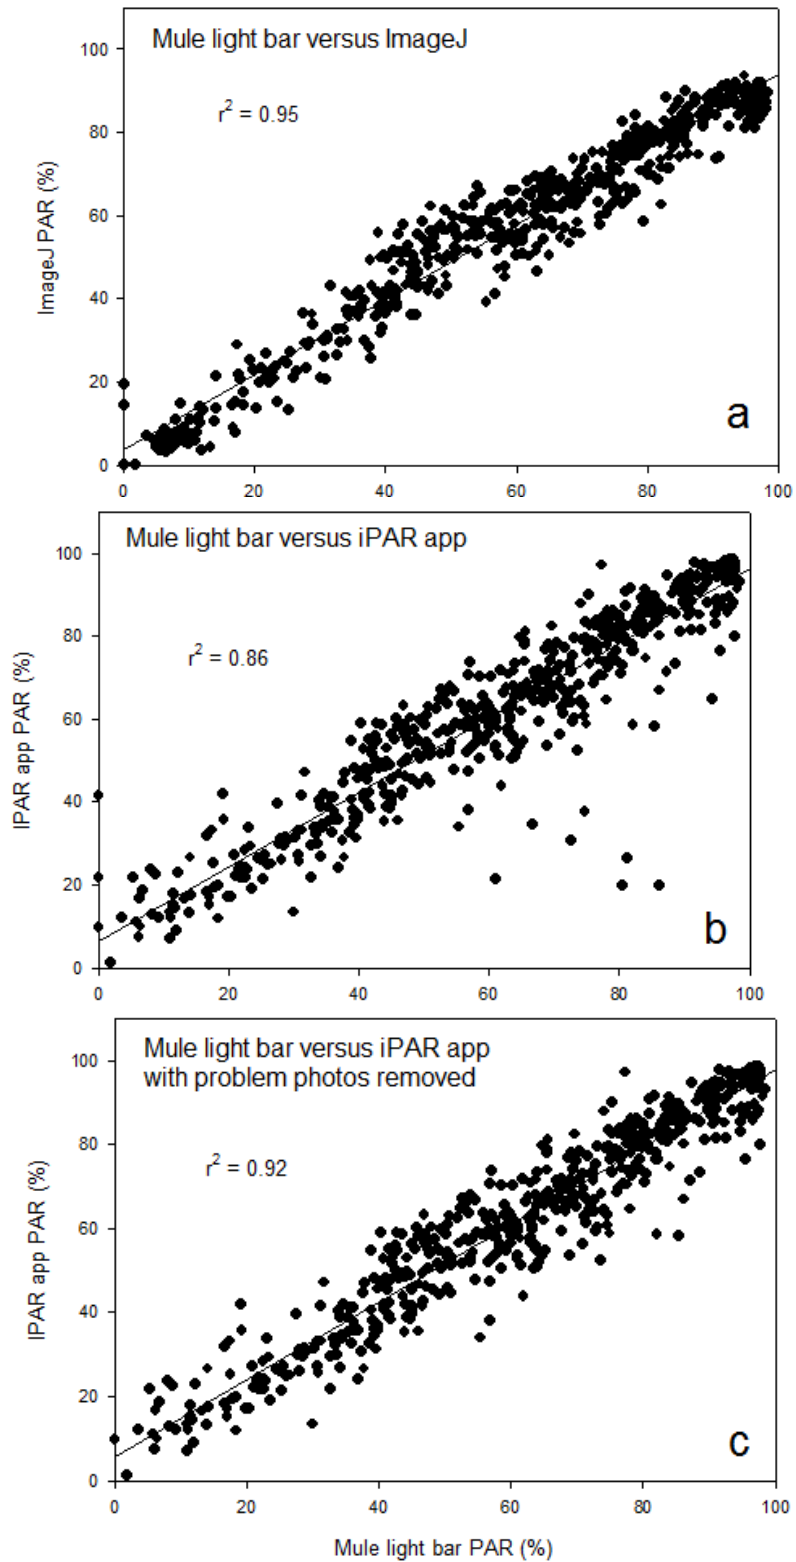 Mule light bar versus ImageJ
r² = 0.95
ImageJ PAR (%)
100
80
60
40
20
0
a
0 20 40 60 80 100
Mule light bar versus iPAR app
r² = 0.86
IPAR app PAR (%)
100
80
60
40
20
0
b
0 20 40 60 80 100
Mule light bar versus iPAR app
with problem photos removed
r² = 0.92
IPAR app PAR (%)
100
80
60
40
20
0
c
0 20 40 60 80 100
Mule light bar PAR (%)